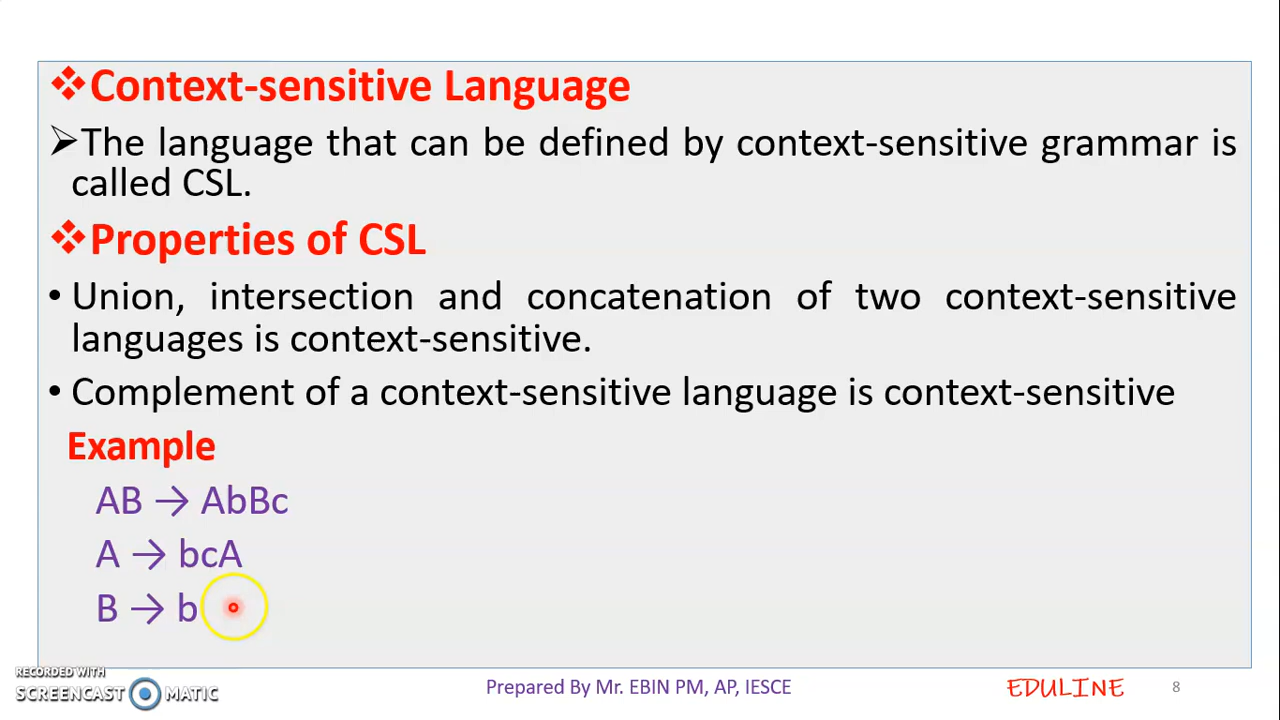 ❖Context-sensitive Language
➢The language that can be defined by context-sensitive grammar is
called CSL.
❖Properties of CSL
• Union, intersection and concatenation of two context-sensitive
languages is context-sensitive.
• Complement of a context-sensitive language is context-sensitive
Example
AB → AbBc
A → bcA
B → b
RECORDED WITH
SCREENCAST MATIC
Prepared By Mr. EBIN PM, AP, IESCE
EDULINE
8